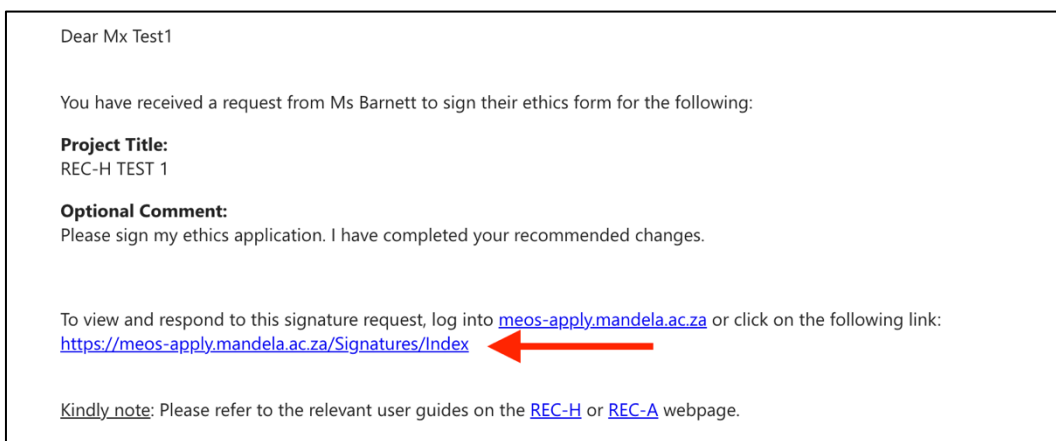 Dear Mx Test1
You have received a request from Ms Barnett to sign their ethics form for the following:
Project Title:
REC-H TEST 1
Optional Comment:
Please sign my ethics application. I have completed your recommended changes.
To view and respond to this signature request, log into meos-apply.mandela.ac.za or click on the following link:
https://meos-apply.mandela.ac.za/Signatures/Index
Kindly note: Please refer to the relevant user guides on the REC-H or REC-A webpage.